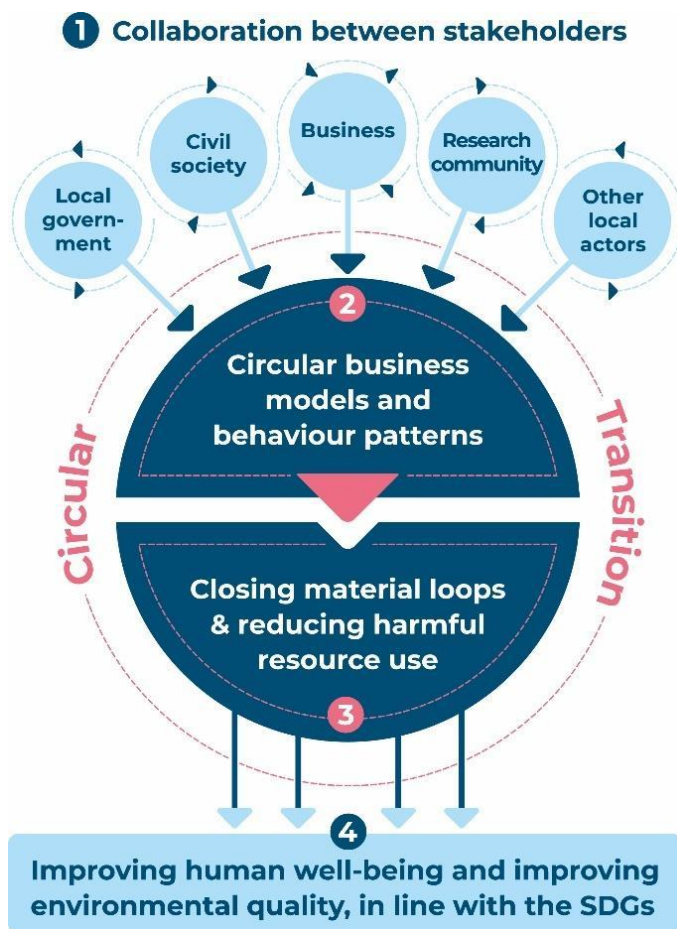 1 Collaboration between stakeholders
Local
govern-
ment
Civil
society
Business
Research
community
Other
local
actors
Circular
Transition
2
Circular business
models and
behaviour patterns
Closing material loops
& reducing harmful
resource use
3
4
Improving human well-being and improving
environmental quality, in line with the SDGs